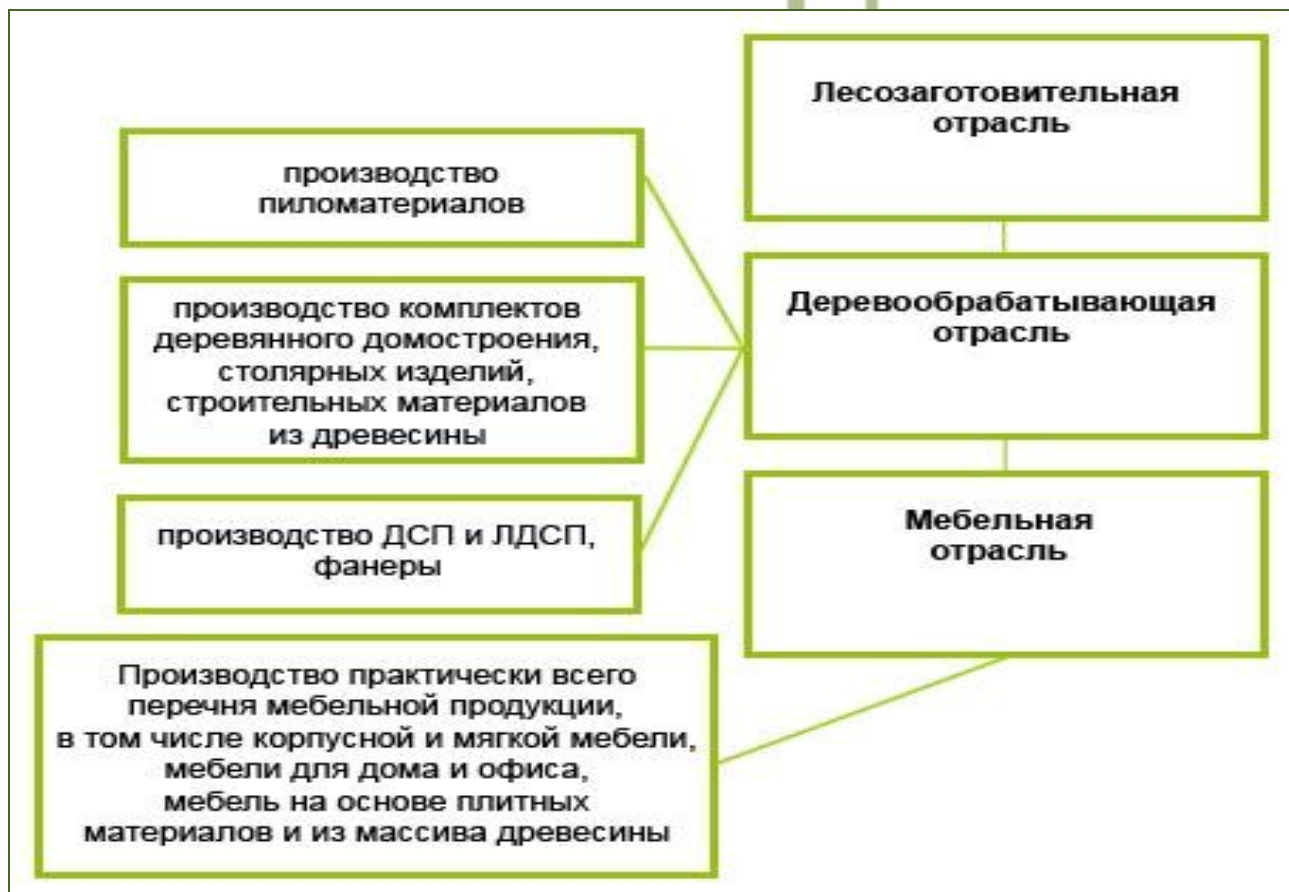 Лесозаготовительная
отрасль
Деревообрабатывающая
отрасль
производство
пиломатериалов
производство комплектов
деревянного домостроения,
столярных изделий,
строительных материалов
из древесины
производство ДСП и ЛДСП,
фанеры
Мебельная
отрасль
Производство практически всего
перечня мебельной продукции,
в том числе корпусной и мягкой мебели,
мебели для дома и офиса,
мебель на основе плитных
материалов и из массива древесины